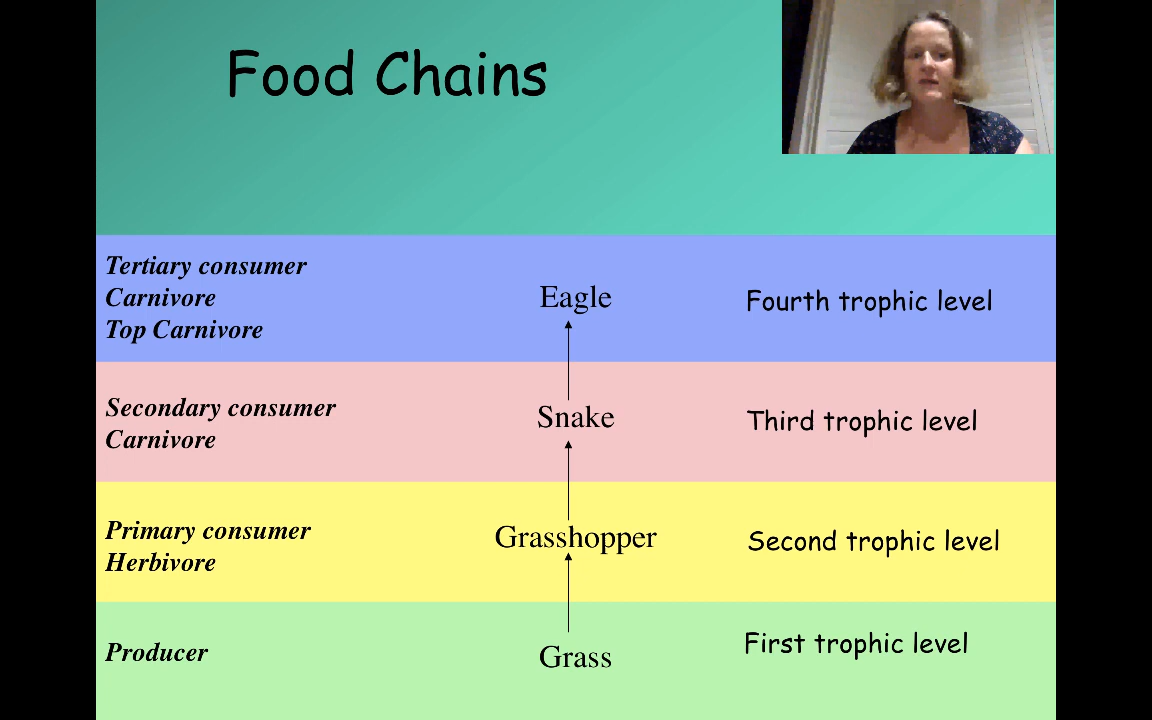 Food Chains
Tertiary consumer
Carnivore
Top Carnivore
Eagle
Fourth trophic level
Secondary consumer
Carnivore
Snake
Third trophic level
Primary consumer
Herbivore
Grasshopper
Second trophic level
Producer
Grass
First trophic level